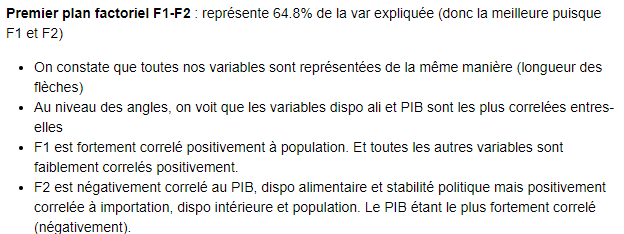 Premier plan factoriel F1-F2 : représente 64.8% de la var expliquée (donc la meilleure puisque
F1 et F2)
• On constate que toutes nos variables sont représentées de la même manière (longueur des
flèches)
• Au niveau des angles, on voit que les variables dispo ali et PIB sont les plus correlées entres-
elles
• F1 est fortement correlé positivement à population. Et toutes les autres variables sont
faiblement correlés positivement.
• F2 est négativement correlé au PIB, dispo alimentaire et stabilité politique mais positivement
correlée à importation, dispo intérieure et population. Le PIB étant le plus fortement correlé
(négativement).